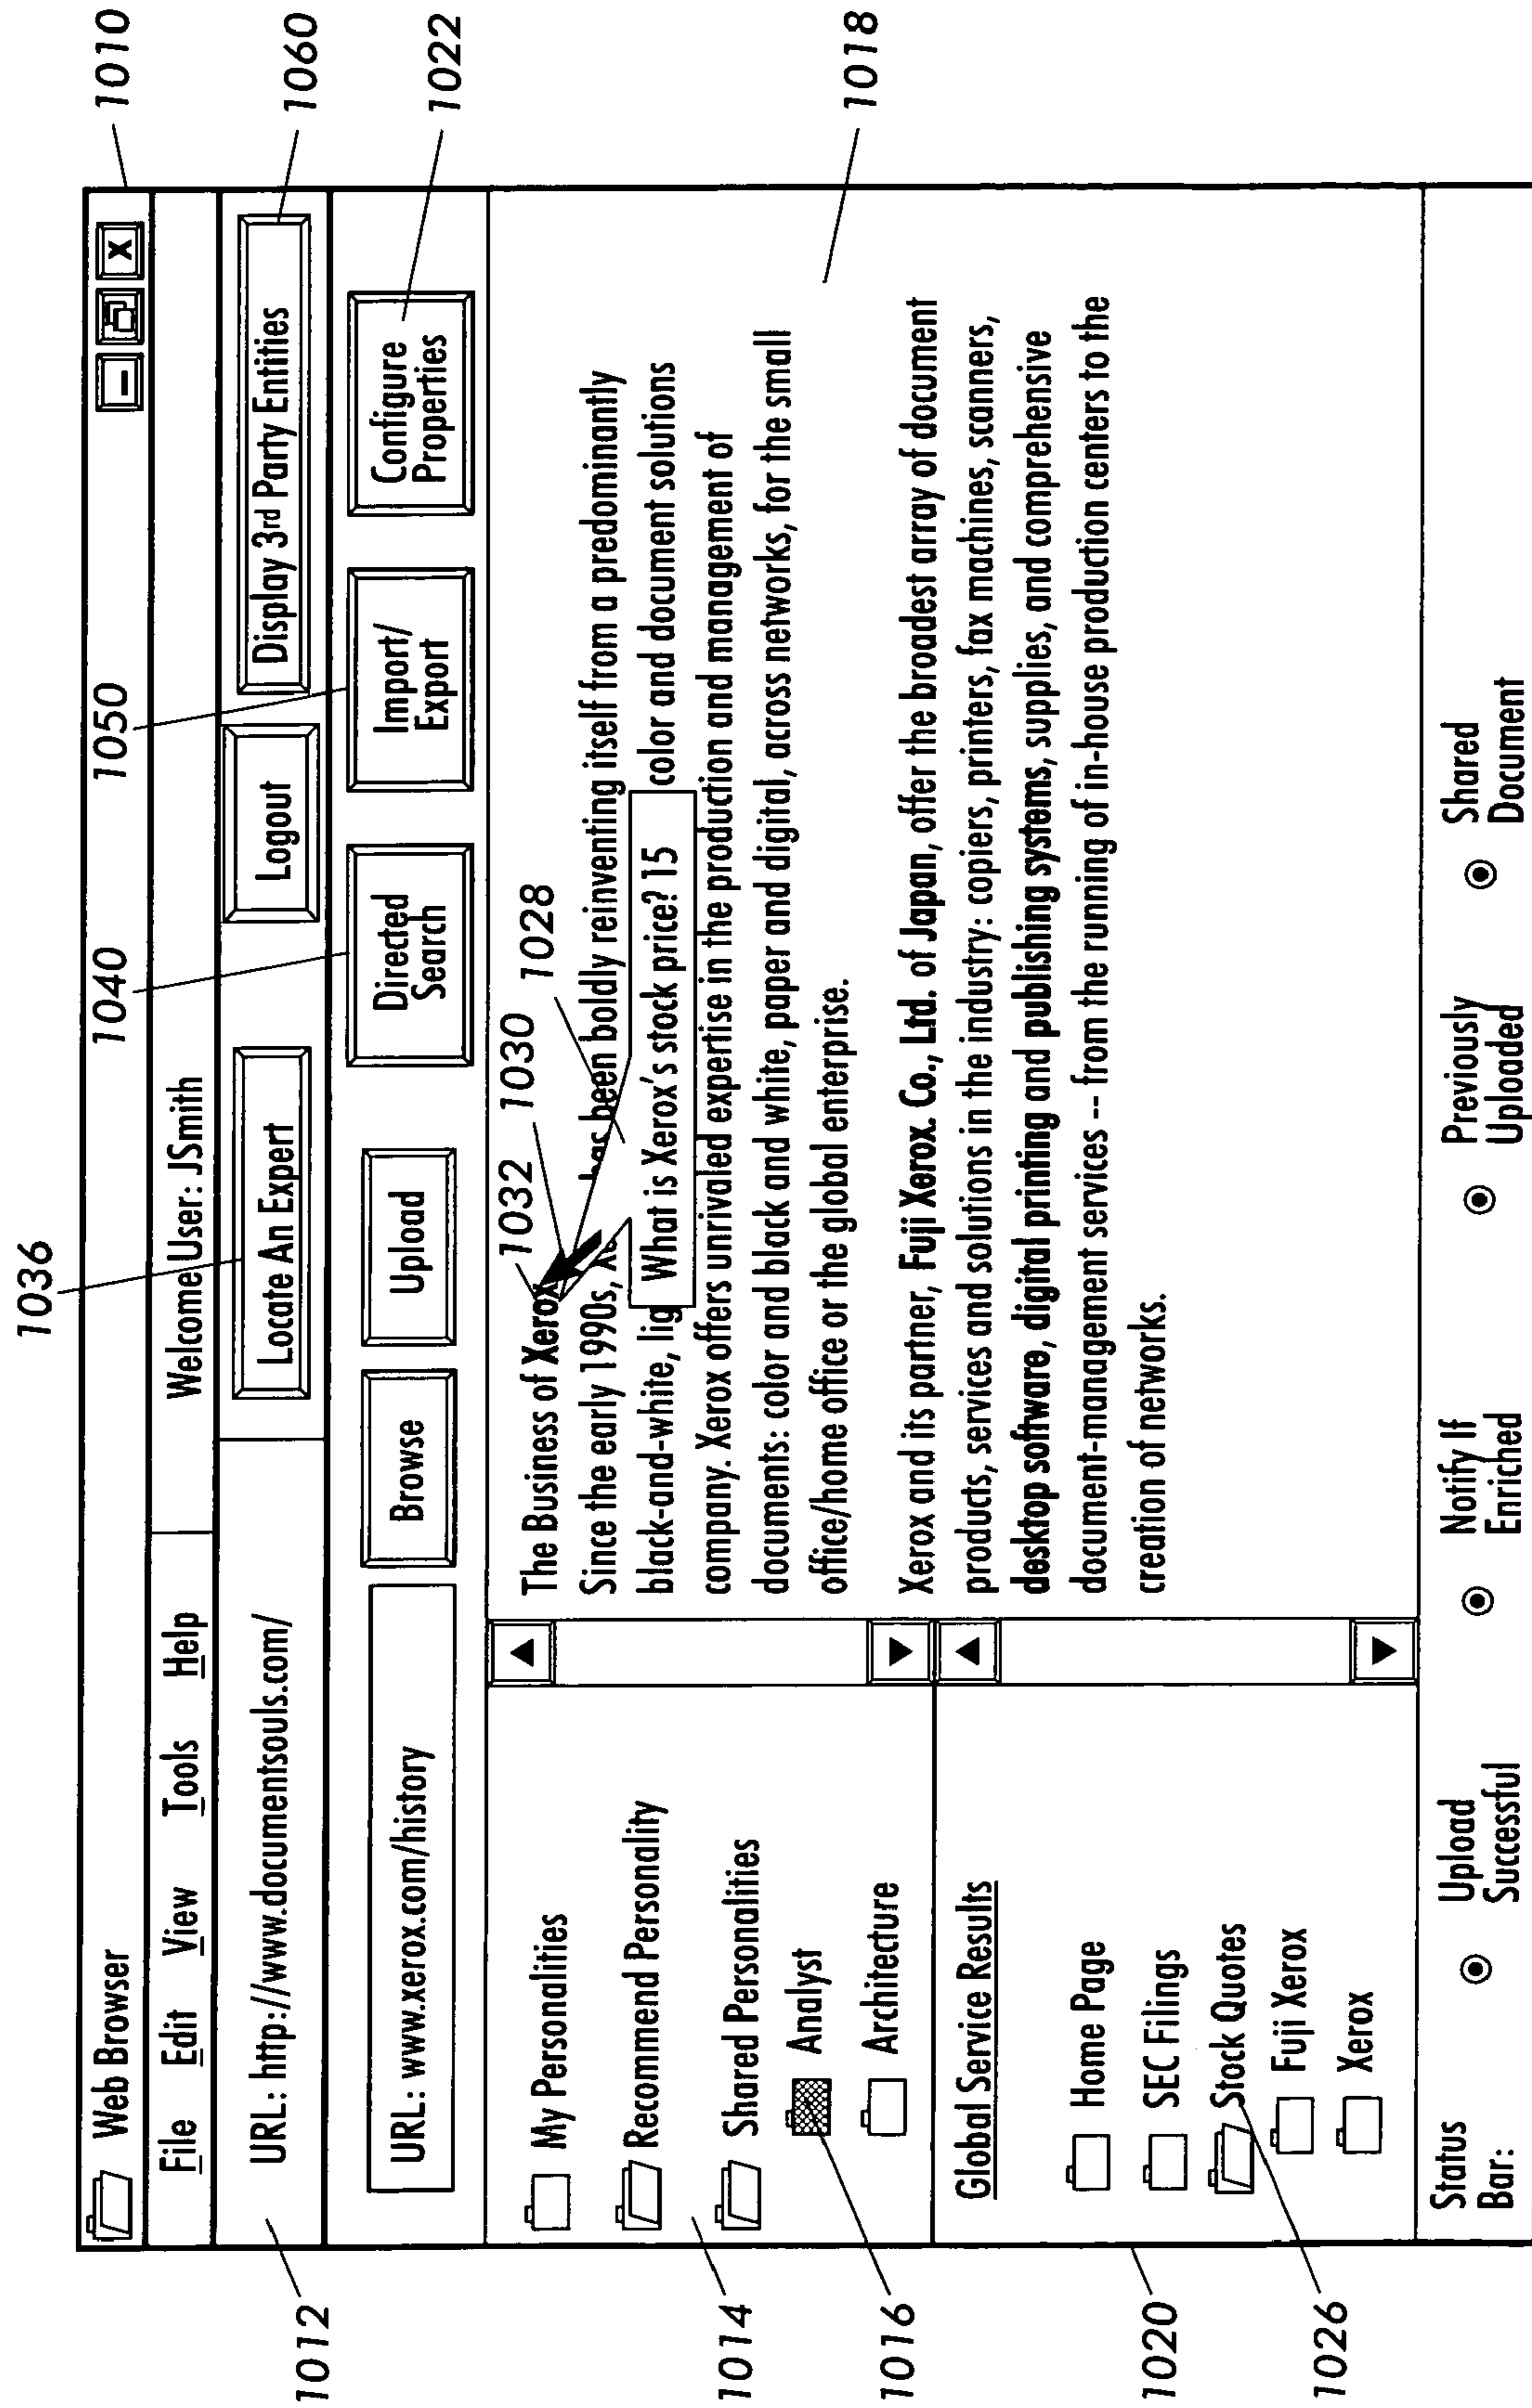 1036
1040
1050
1010
1060
1022
1018
Web Browser
File Edit View Tools Help
Welcome User: JSmith
1012
URL: http://www.documentsouls.com/
Locate An Expert
Logout
Display 3rd Party Entities
URL: www.xerox.com/history
Browse
Upload
Directed
Search
Import/
Export
Configure
Properties
1014
1016
My Personalities
Recommend Personality
Shared Personalities
Analyst
Architecture
1020
1026
Global Service Results
Home Page
SEC Filings
Stock Quotes
Fuji Xerox
Xerox
1032
1030
1028
The Business of Xerox
Since the early 1990s, been boldly reinventing itself from a predominantly
black-and-white, color and document solutions
What is Xerox's stock price? 15
company. Xerox offers unrivaled expertise in the production and management of
documents: color and black and white, paper and digital, across networks, for the small
office/home office or the global enterprise.
Xerox and its partner, Fuji Xerox. Co., Ltd. of Japan, offer the broadest array of document
products, services and solutions in the industry: copiers, printers, fax machines, scanners,
desktop software, digital printing and publishing systems, supplies, and comprehensive
document-management services -- from the running of in-house production centers to the
creation of networks.
Status
Bar:
Upload
Successful
Notify If
Enriched
Previously
Uploaded
Shared
Document